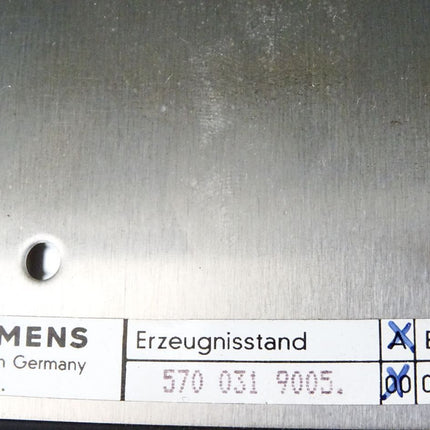 MENS Erzeugnisstand A
n Germany 570 031 9005. 00